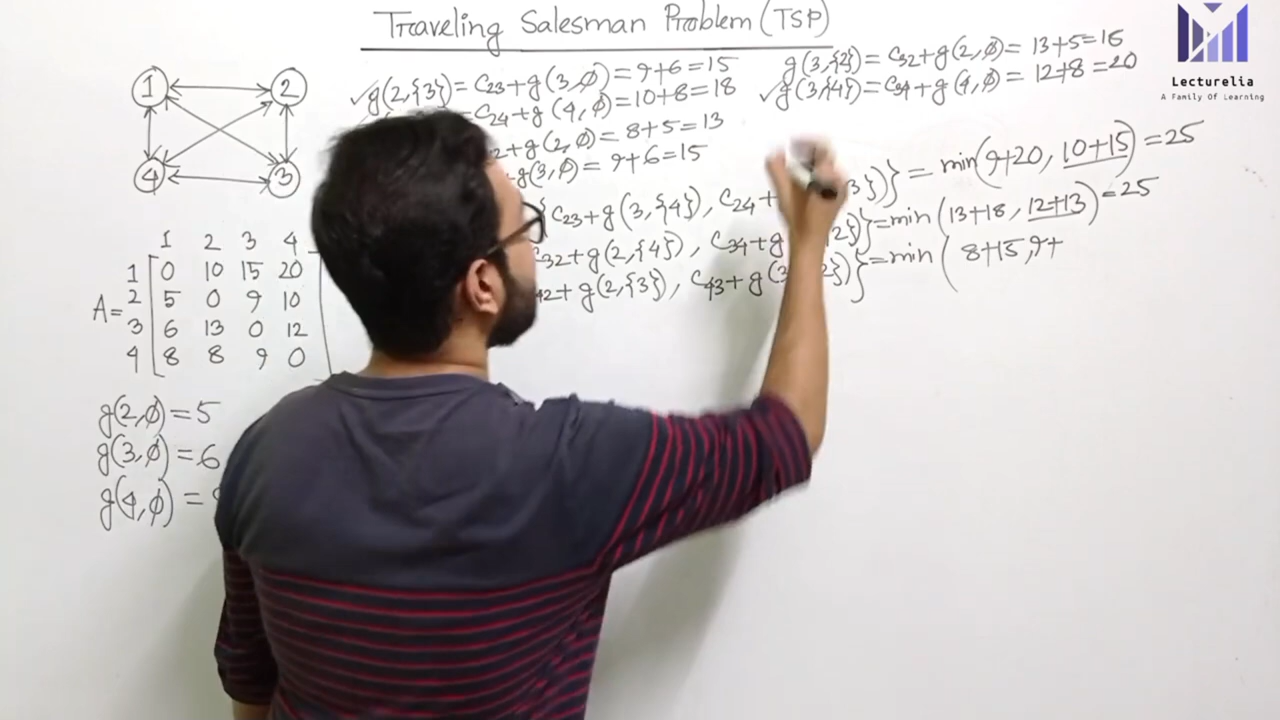 Traveling Salesman Problem (TSP)
Lecturelia
A Family Of Learning
✓g(2,{3}) = C23+g(3,ϕ) = 9+6=15
C24+g(4,ϕ) = 10+8=18
+g(2,ϕ) = 8+5=13
g(3,ϕ) = 9+6=15
g(3,{2}) = C32+g(2,ϕ) = 13+5=18
✓g(3,{4}) = C34+g(4,ϕ) = 12+8=20
{C23+g(3,{4}), C24+ 3})} = min(9+20, 10+15) = 25
C32+g(2,{4}), C34+g 2})} = min(13+18, 12+13) = 25
42+g(2,{3}), C43+g(3 2})} = min( 8+15, 9+
1 2
4 3
1 2 3 4
A=
1 0 10 15 20
2 5 0 9 10
3 6 13 0 12
4 8 8 9 0
g(2,ϕ) = 5
g(3,ϕ) = 6
g(4,ϕ) =